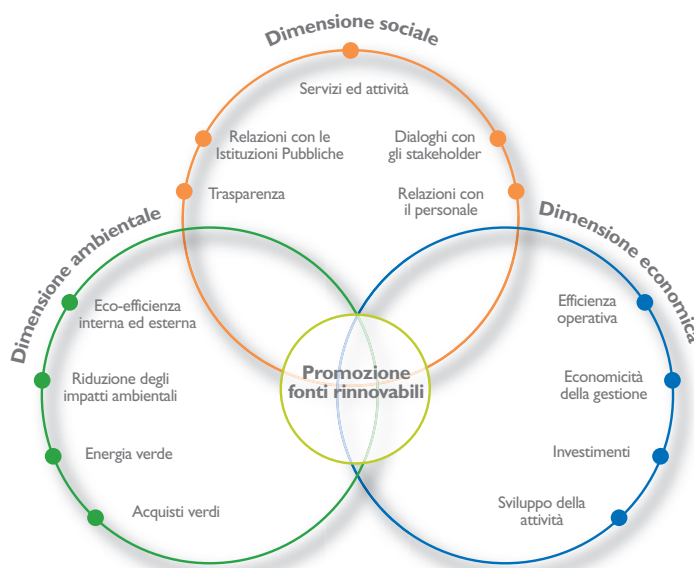 Dimensione sociale
Servizi ed attività
Relazioni con le
Istituzioni Pubbliche
Dialoghi con
gli stakeholder
Trasparenza
Relazioni con
il personale
Dimensione ambientale
Eco-efficienza
interna ed esterna
Riduzione degli
impatti ambientali
Energia verde
Acquisti verdi
Promozione
fonti rinnovabili
Dimensione economica
Efficienza
operativa
Economicità
della gestione
Investimenti
Sviluppo della
attività